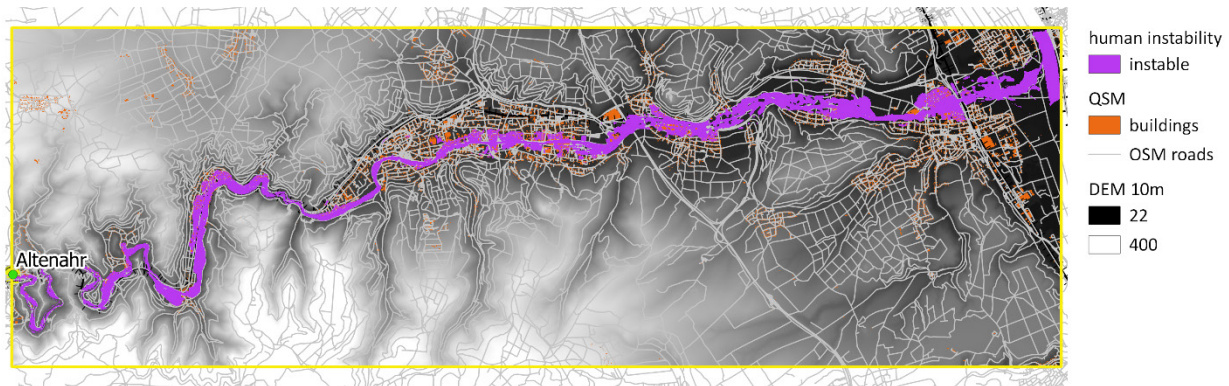 Altenahr
human instability
instable
QSM
buildings
OSM roads
DEM 10m
22
400